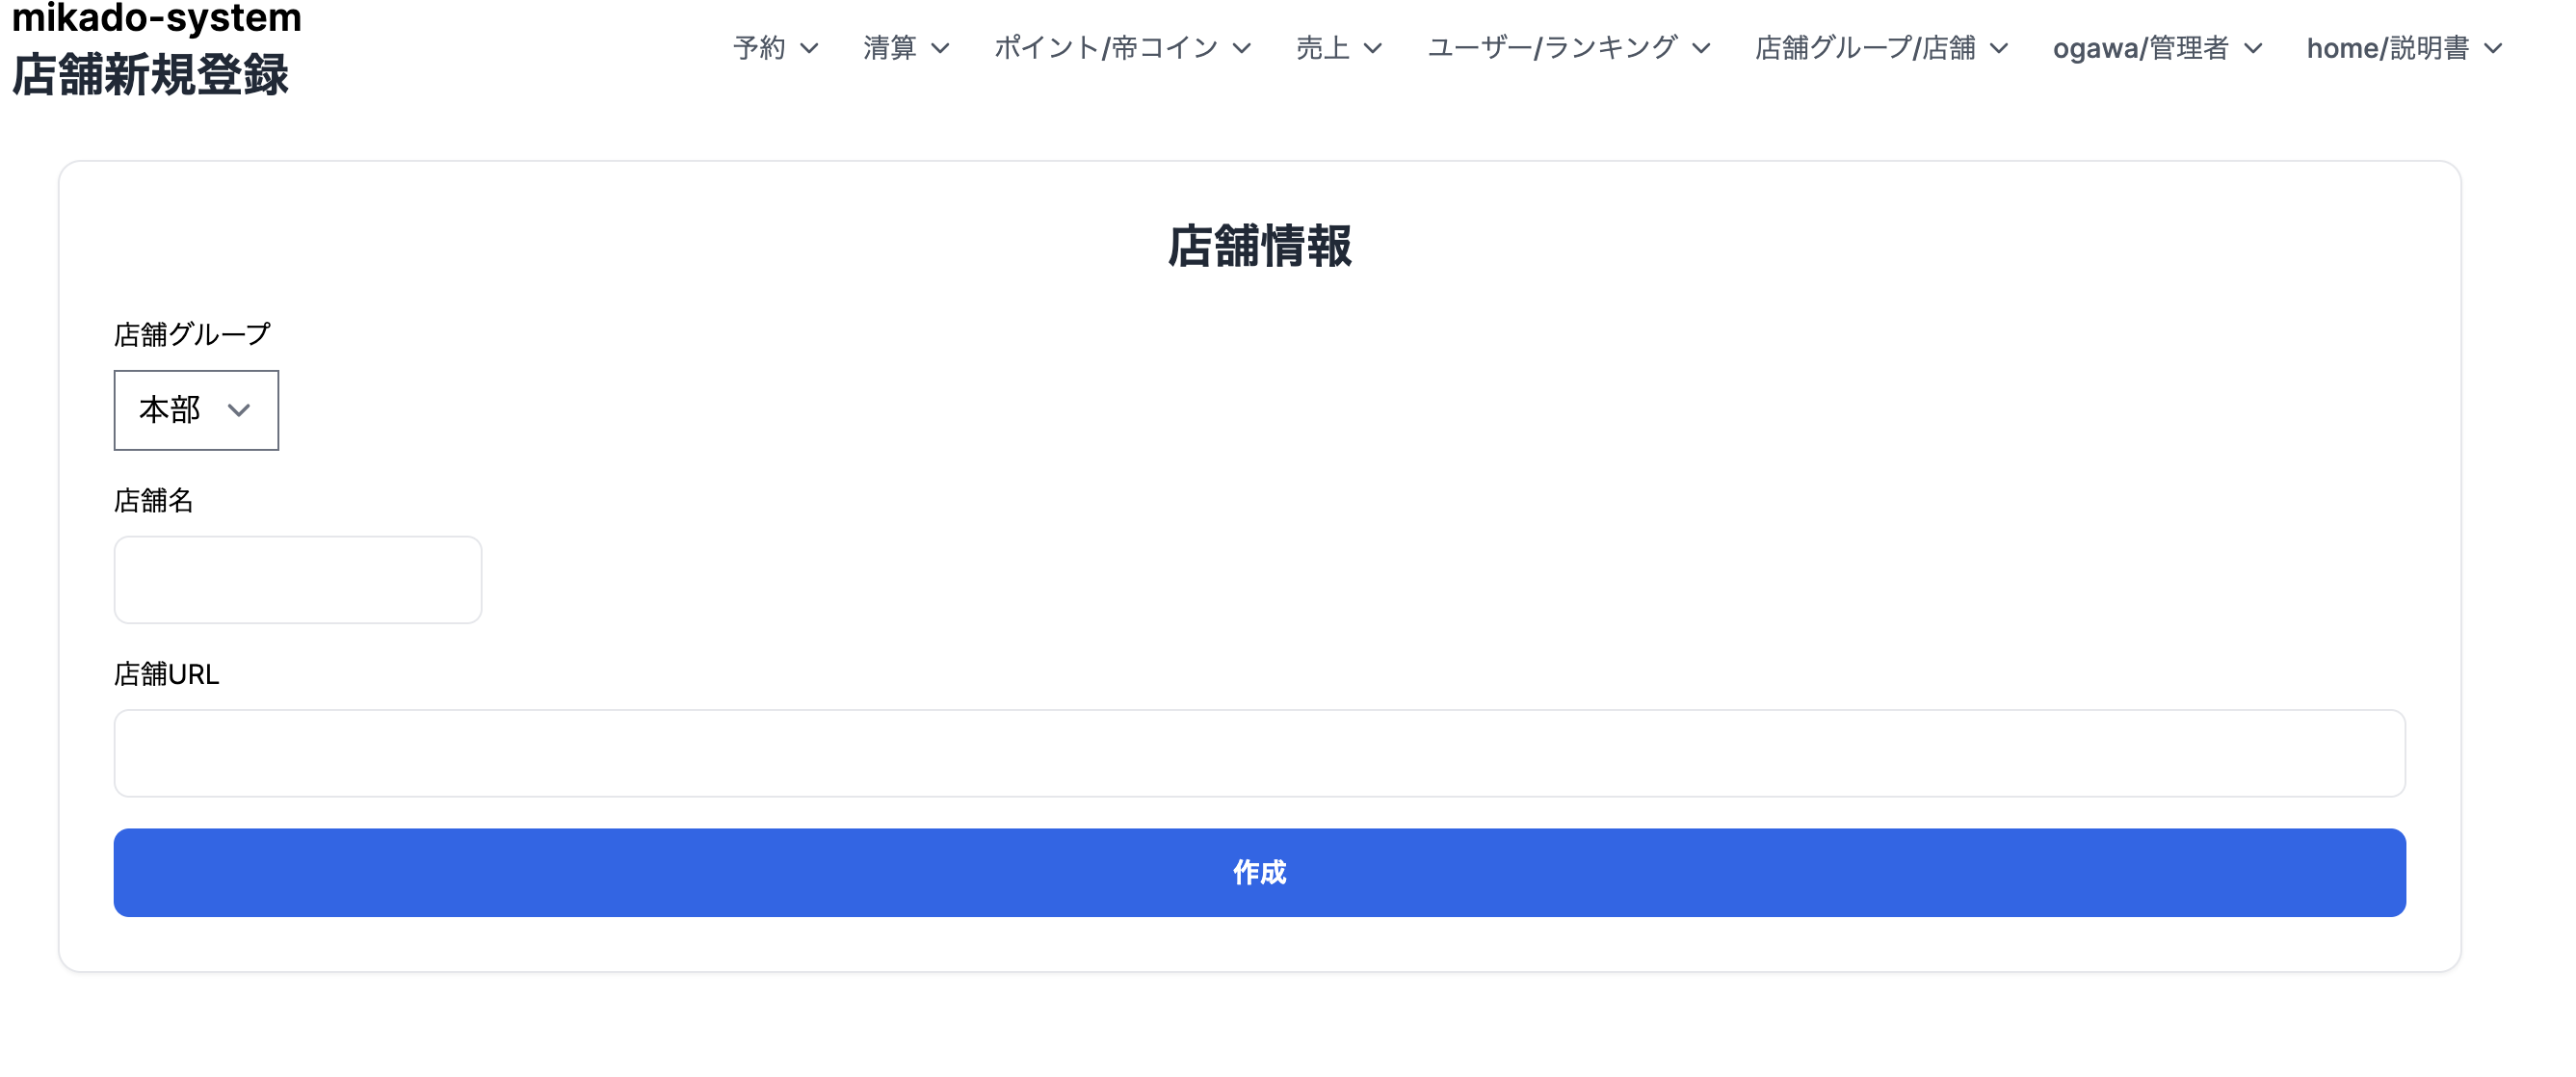 mikado-system
店舗新規登録
予約 清算 ポイント/帝コイン 売上 ユーザー/ランキング 店舗グループ/店舗 ogawa/管理者 home/説明書
店舗情報
店舗グループ
本部
店舗名
店舗URL
作成